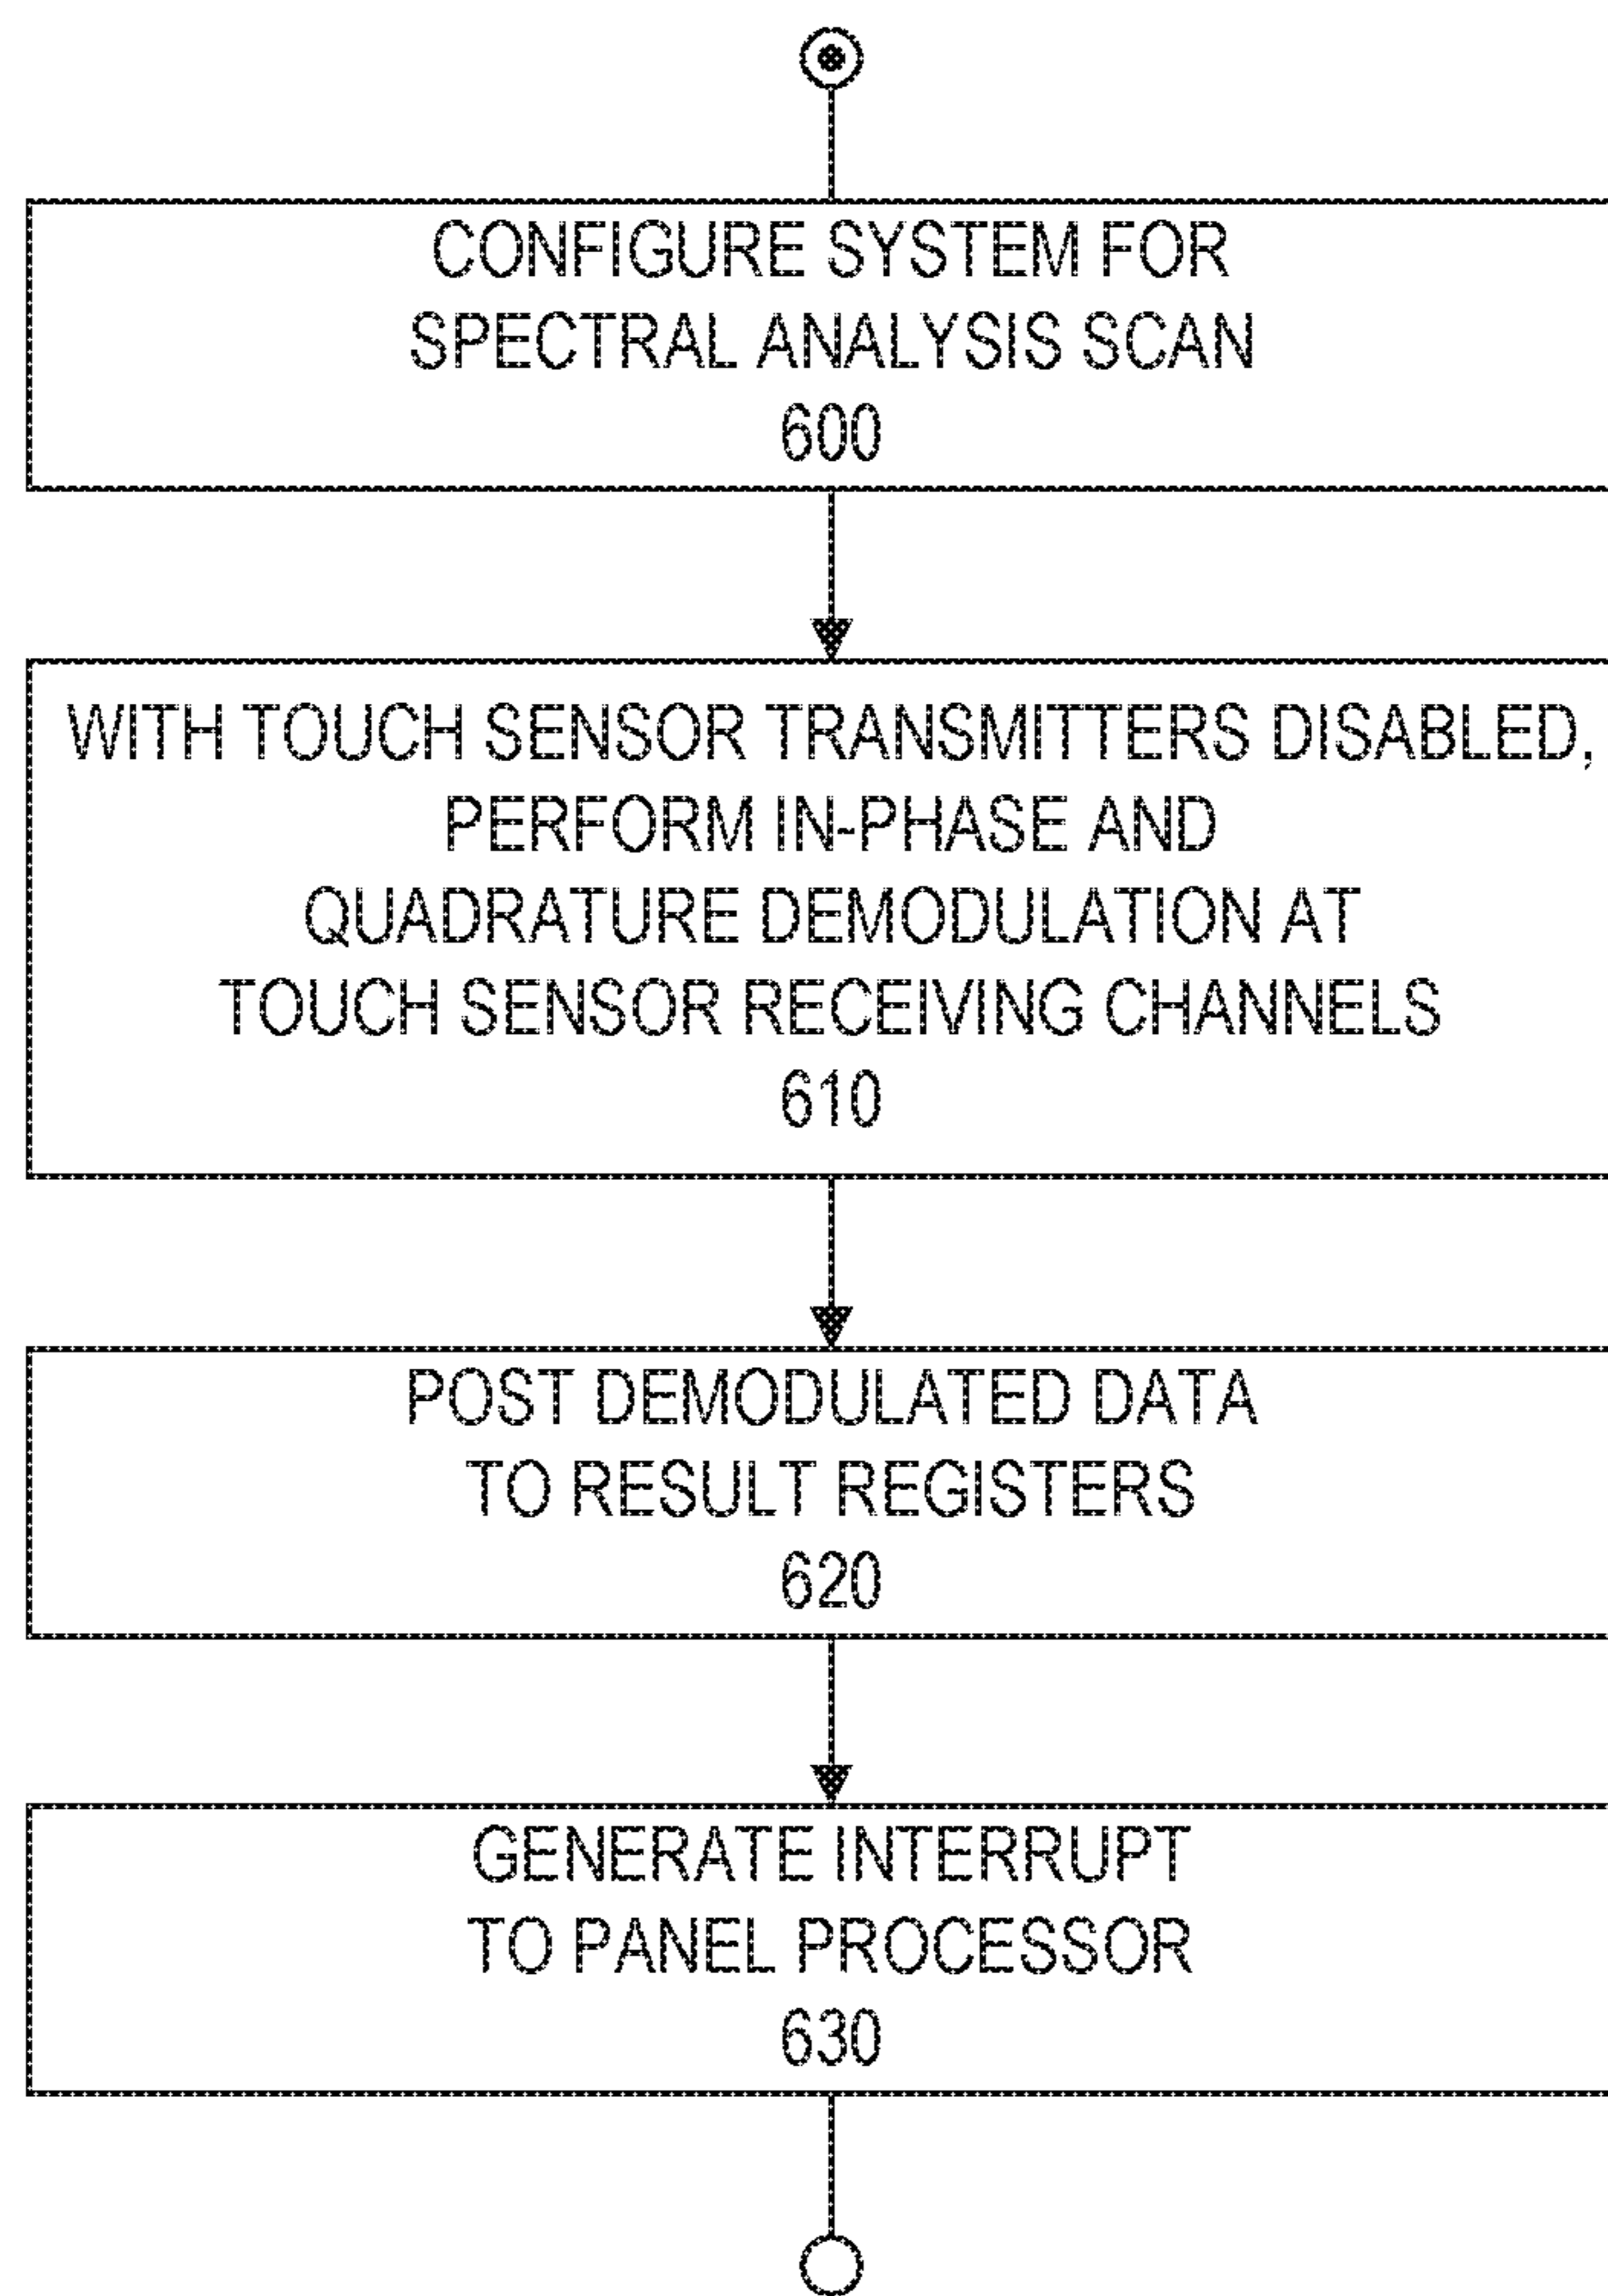 CONFIGURE SYSTEM FOR
SPECTRAL ANALYSIS SCAN
600
WITH TOUCH SENSOR TRANSMITTERS DISABLED,
PERFORM IN-PHASE AND
QUADRATURE DEMODULATION AT
TOUCH SENSOR RECEIVING CHANNELS
610
POST DEMODULATED DATA
TO RESULT REGISTERS
620
GENERATE INTERRUPT
TO PANEL PROCESSOR
630